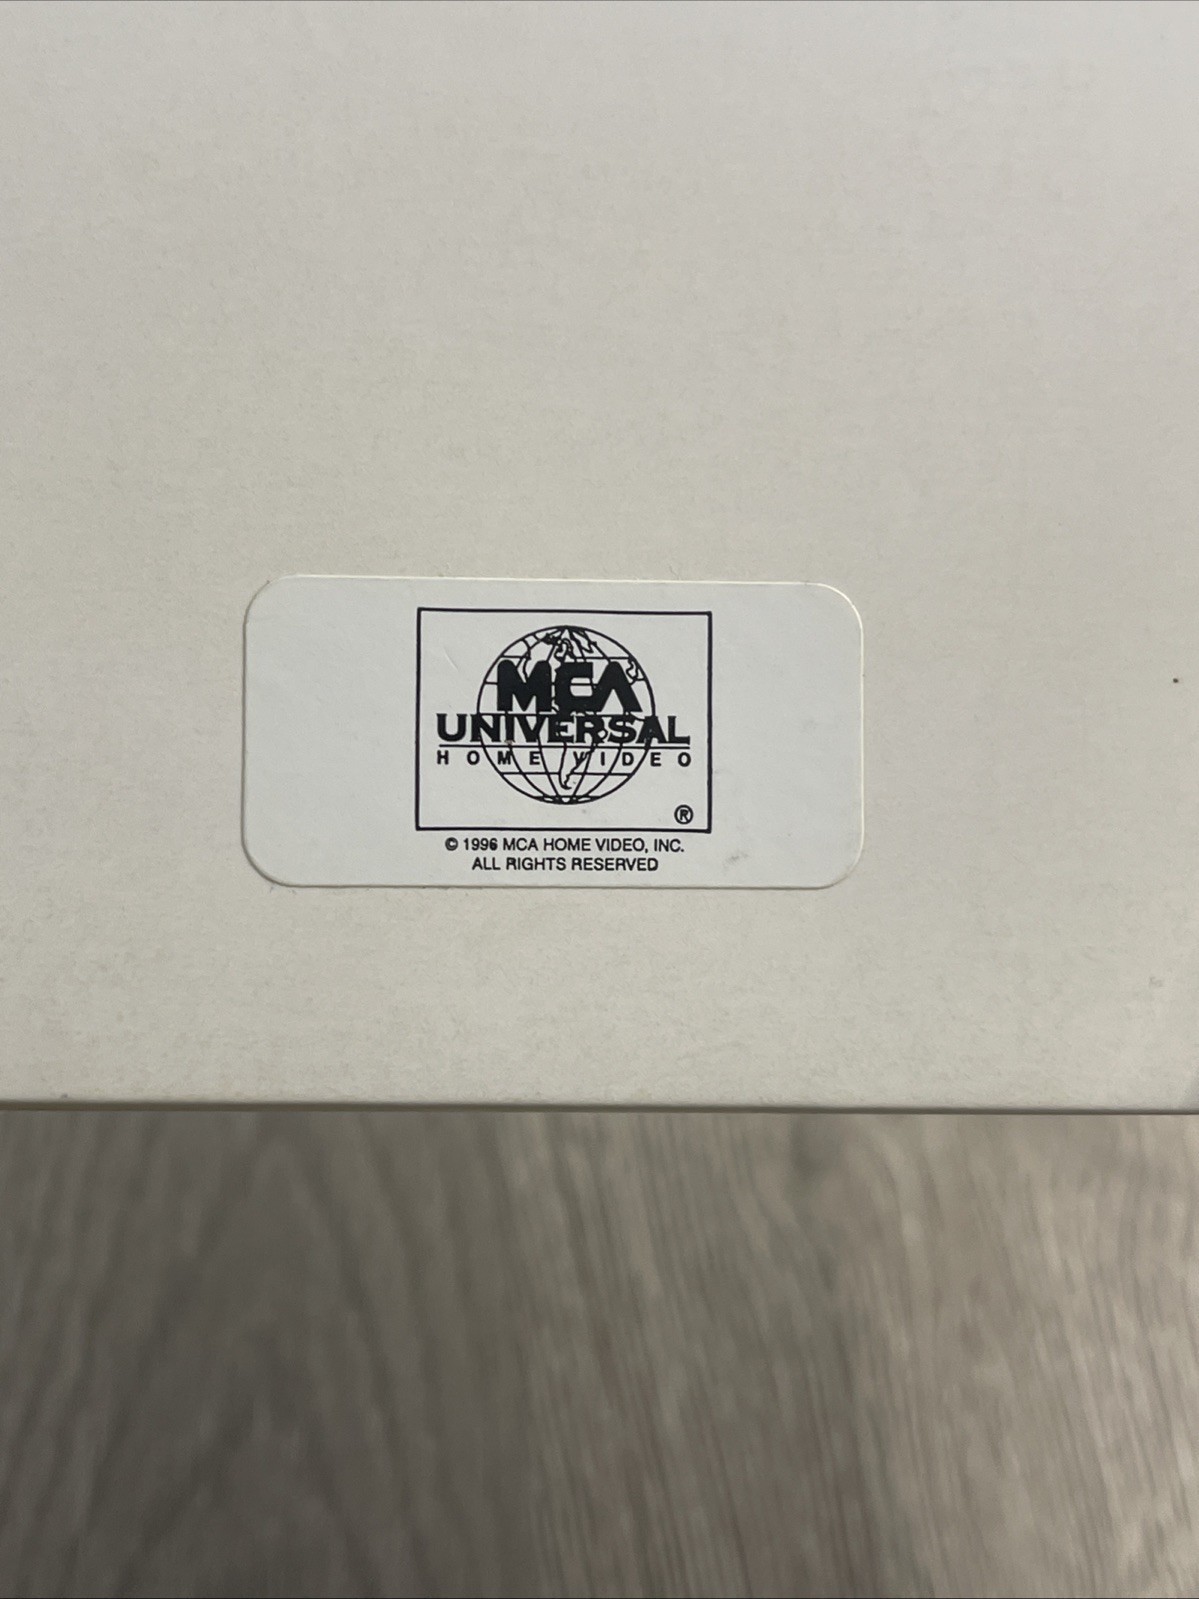 MCA
UNIVERSAL
HOME VIDEO
®
© 1996 MCA HOME VIDEO, INC.
ALL RIGHTS RESERVED